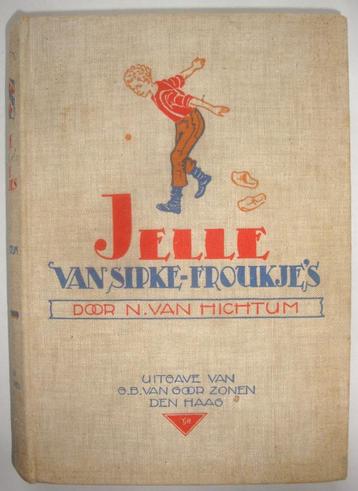 JELLE
VAN SIPKE-FROUKJE'S
DOOR N. VAN HICHTUM
UITGAVE VAN
G.B. VAN GOOR ZONEN
DEN HAAG